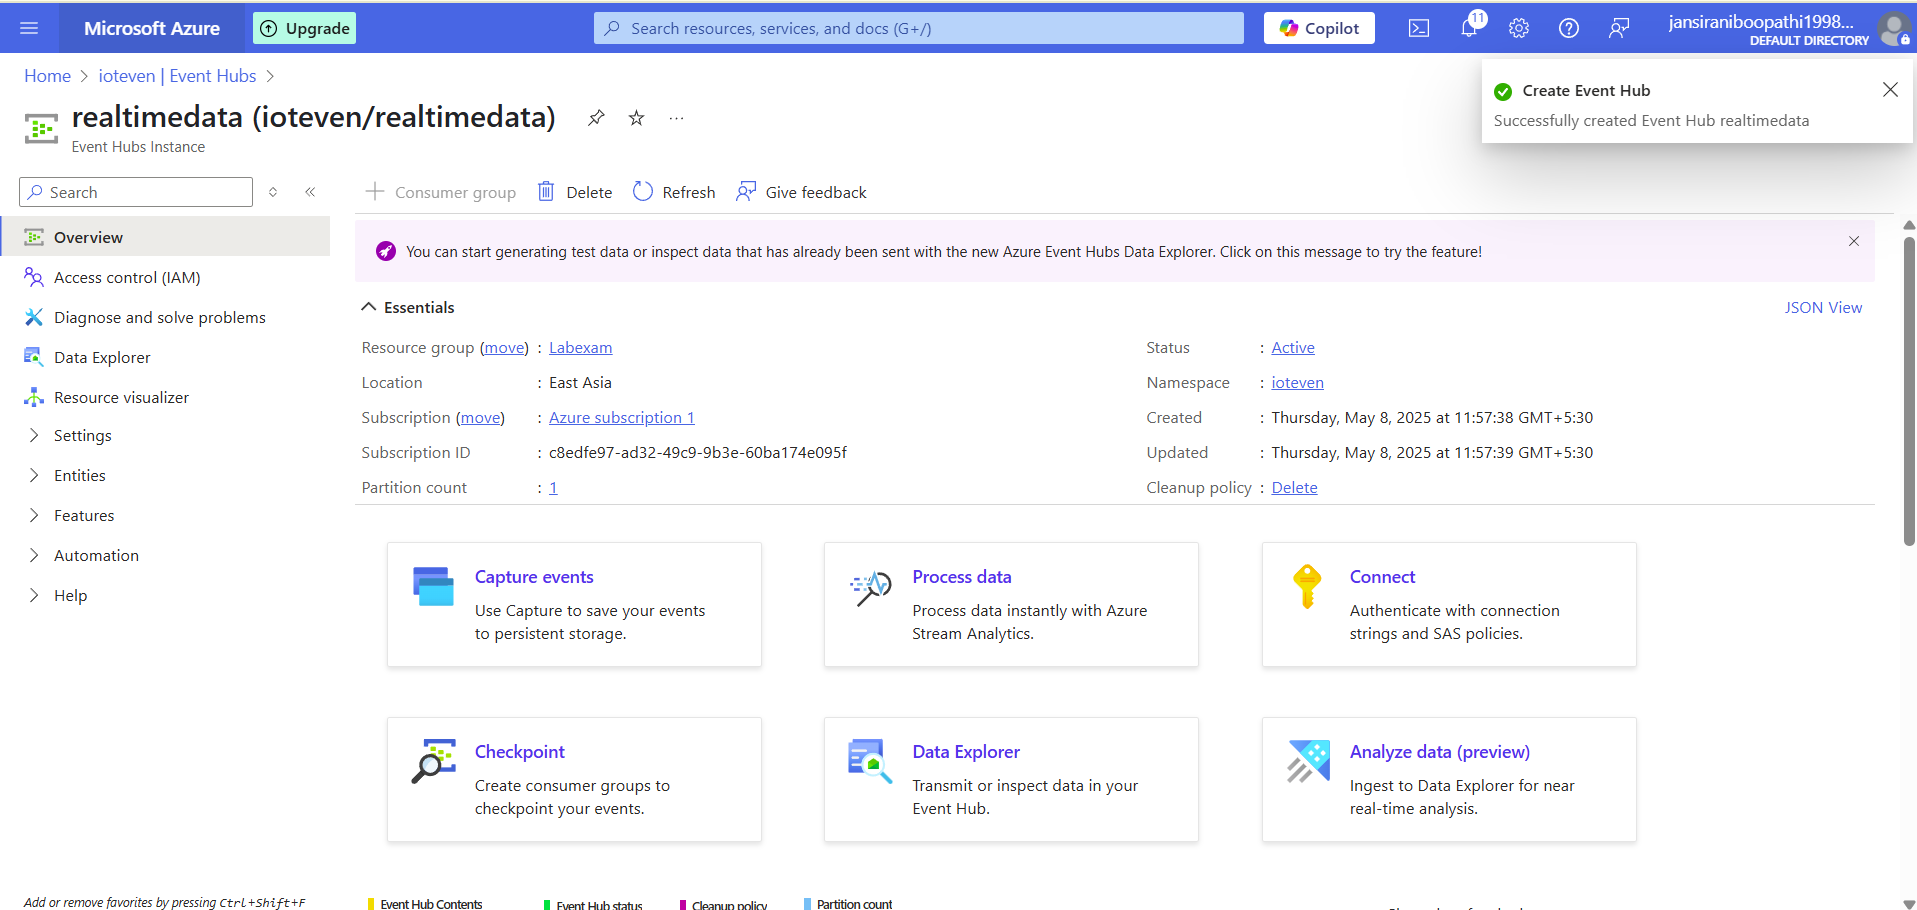 Microsoft Azure
Upgrade
Search resources, services, and docs (G+/)
Copilot
11
jansiraniboopathi1998...
DEFAULT DIRECTORY
Home > ioteven | Event Hubs >
realtimedata (ioteven/realtimedata)
...
Event Hubs Instance
Create Event Hub
Successfully created Event Hub realtimedata
Search
Consumer group
Delete
Refresh
Give feedback
Overview
Access control (IAM)
Diagnose and solve problems
Data Explorer
Resource visualizer
Settings
Entities
Features
Automation
Help
You can start generating test data or inspect data that has already been sent with the new Azure Event Hubs Data Explorer. Click on this message to try the feature!
Essentials
JSON View
Resource group (move) : Labexam
Location : East Asia
Subscription (move) : Azure subscription 1
Subscription ID : c8edfe97-ad32-49c9-9b3e-60ba174e095f
Partition count : 1
Status : Active
Namespace : ioteven
Created : Thursday, May 8, 2025 at 11:57:38 GMT+5:30
Updated : Thursday, May 8, 2025 at 11:57:39 GMT+5:30
Cleanup policy : Delete
Capture events
Use Capture to save your events
to persistent storage.
Process data
Process data instantly with Azure
Stream Analytics.
Connect
Authenticate with connection
strings and SAS policies.
Checkpoint
Create consumer groups to
checkpoint your events.
Data Explorer
Transmit or inspect data in your
Event Hub.
Analyze data (preview)
Ingest to Data Explorer for near
real-time analysis.
Add or remove favorites by pressing Ctrl+Shift+F
Event Hub Contents
Event Hub status
Cleanup policy
Partition count